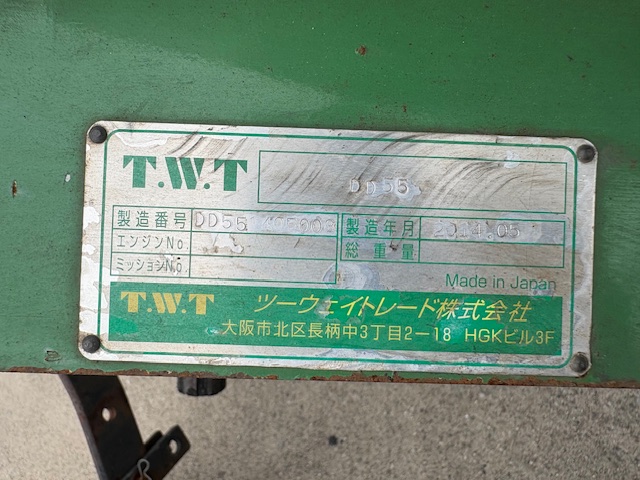 T.W.T
DD55
製造番号 DD55 製造年月 2014.05
エンジンNo. 総重量
ミッションNo.
Made in Japan
T.W.T ツーウェイトレード株式会社
大阪市北区長柄中3丁目2-18 HGKビル3F